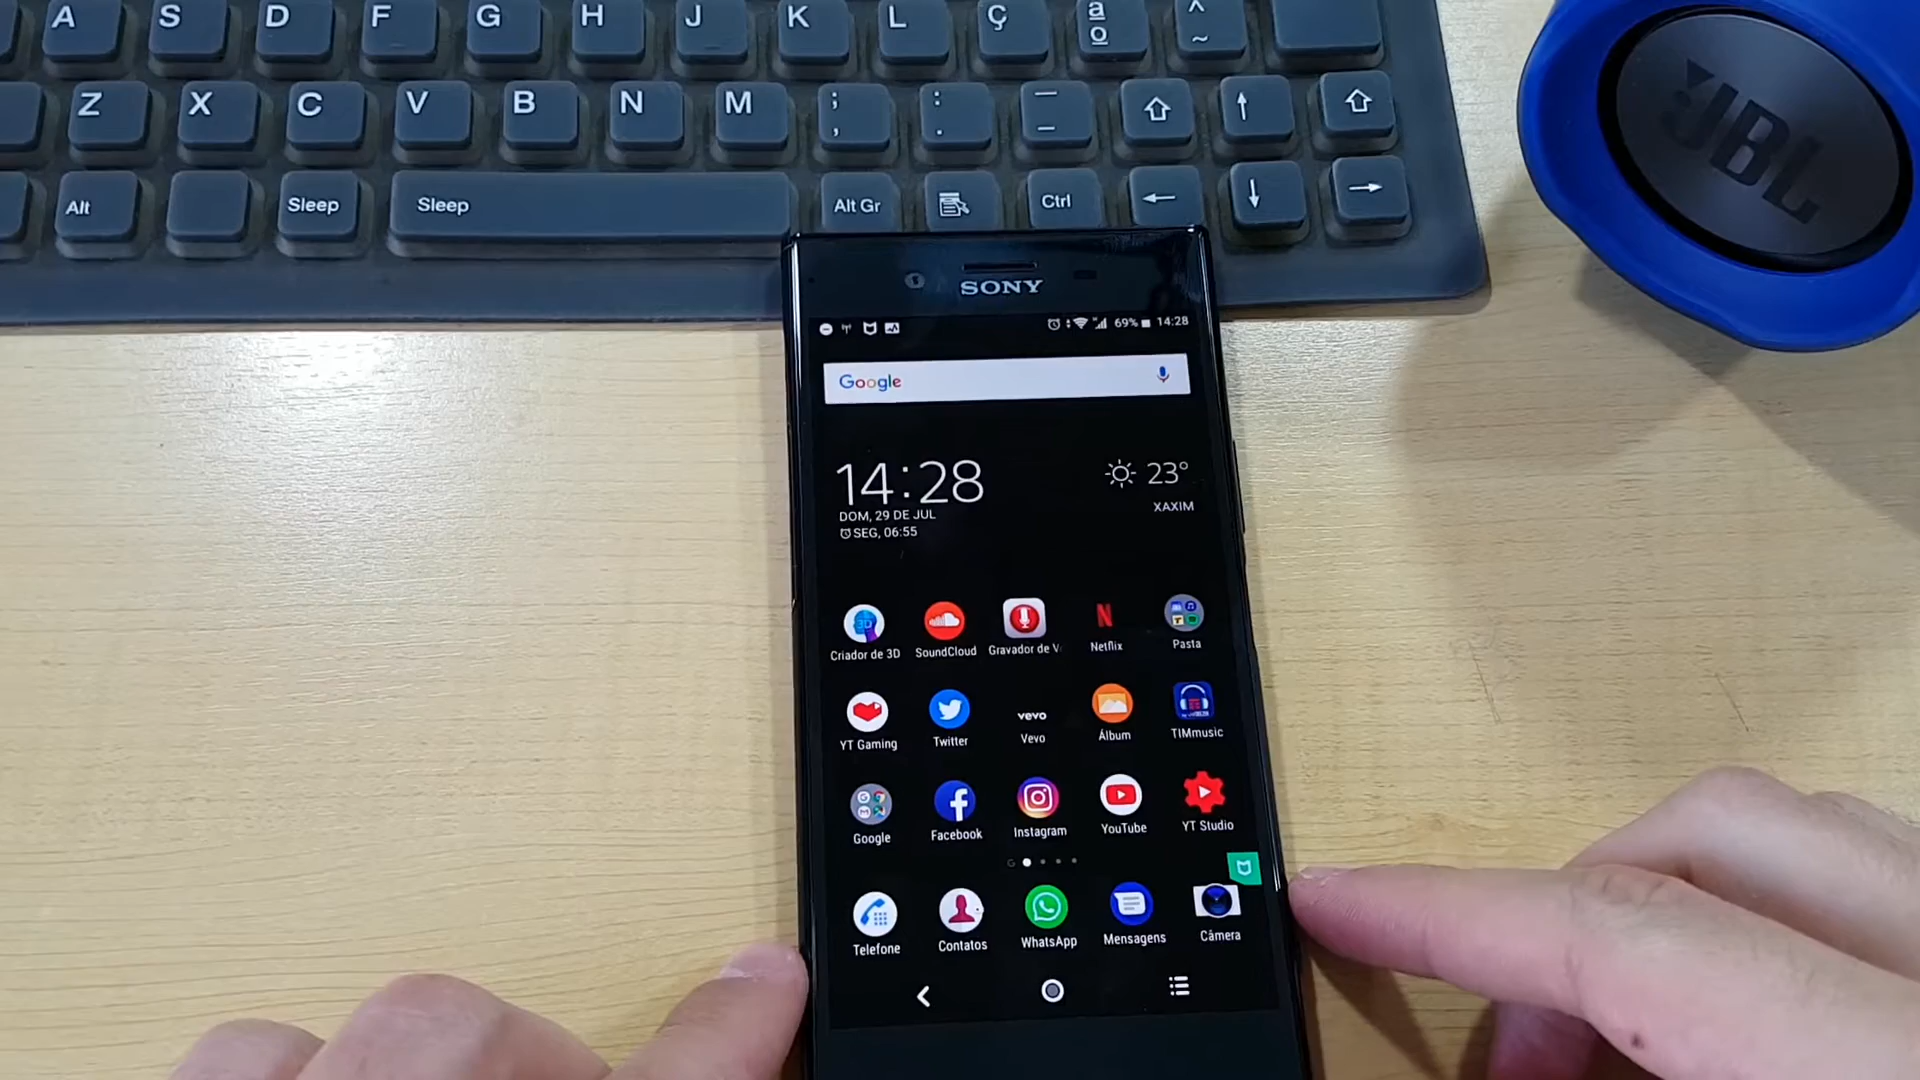 A S D F G H J K L Ç ª º ^ ~
Z X C V B N M ; , : . — _
Alt Sleep Sleep Alt Gr Ctrl
JBL
SONY
69% 14:28
Google
14:28
23°
DOM, 29 DE JUL
XAXIM
SEG, 06:55
3D
Criador de 3D SoundCloud Gravador de V Netflix Pasta
vevo
YT Gaming Twitter Vevo Álbum TIMmusic
Google Facebook Instagram YouTube YT Studio
G
Telefone Contatos WhatsApp Mensagens Câmera